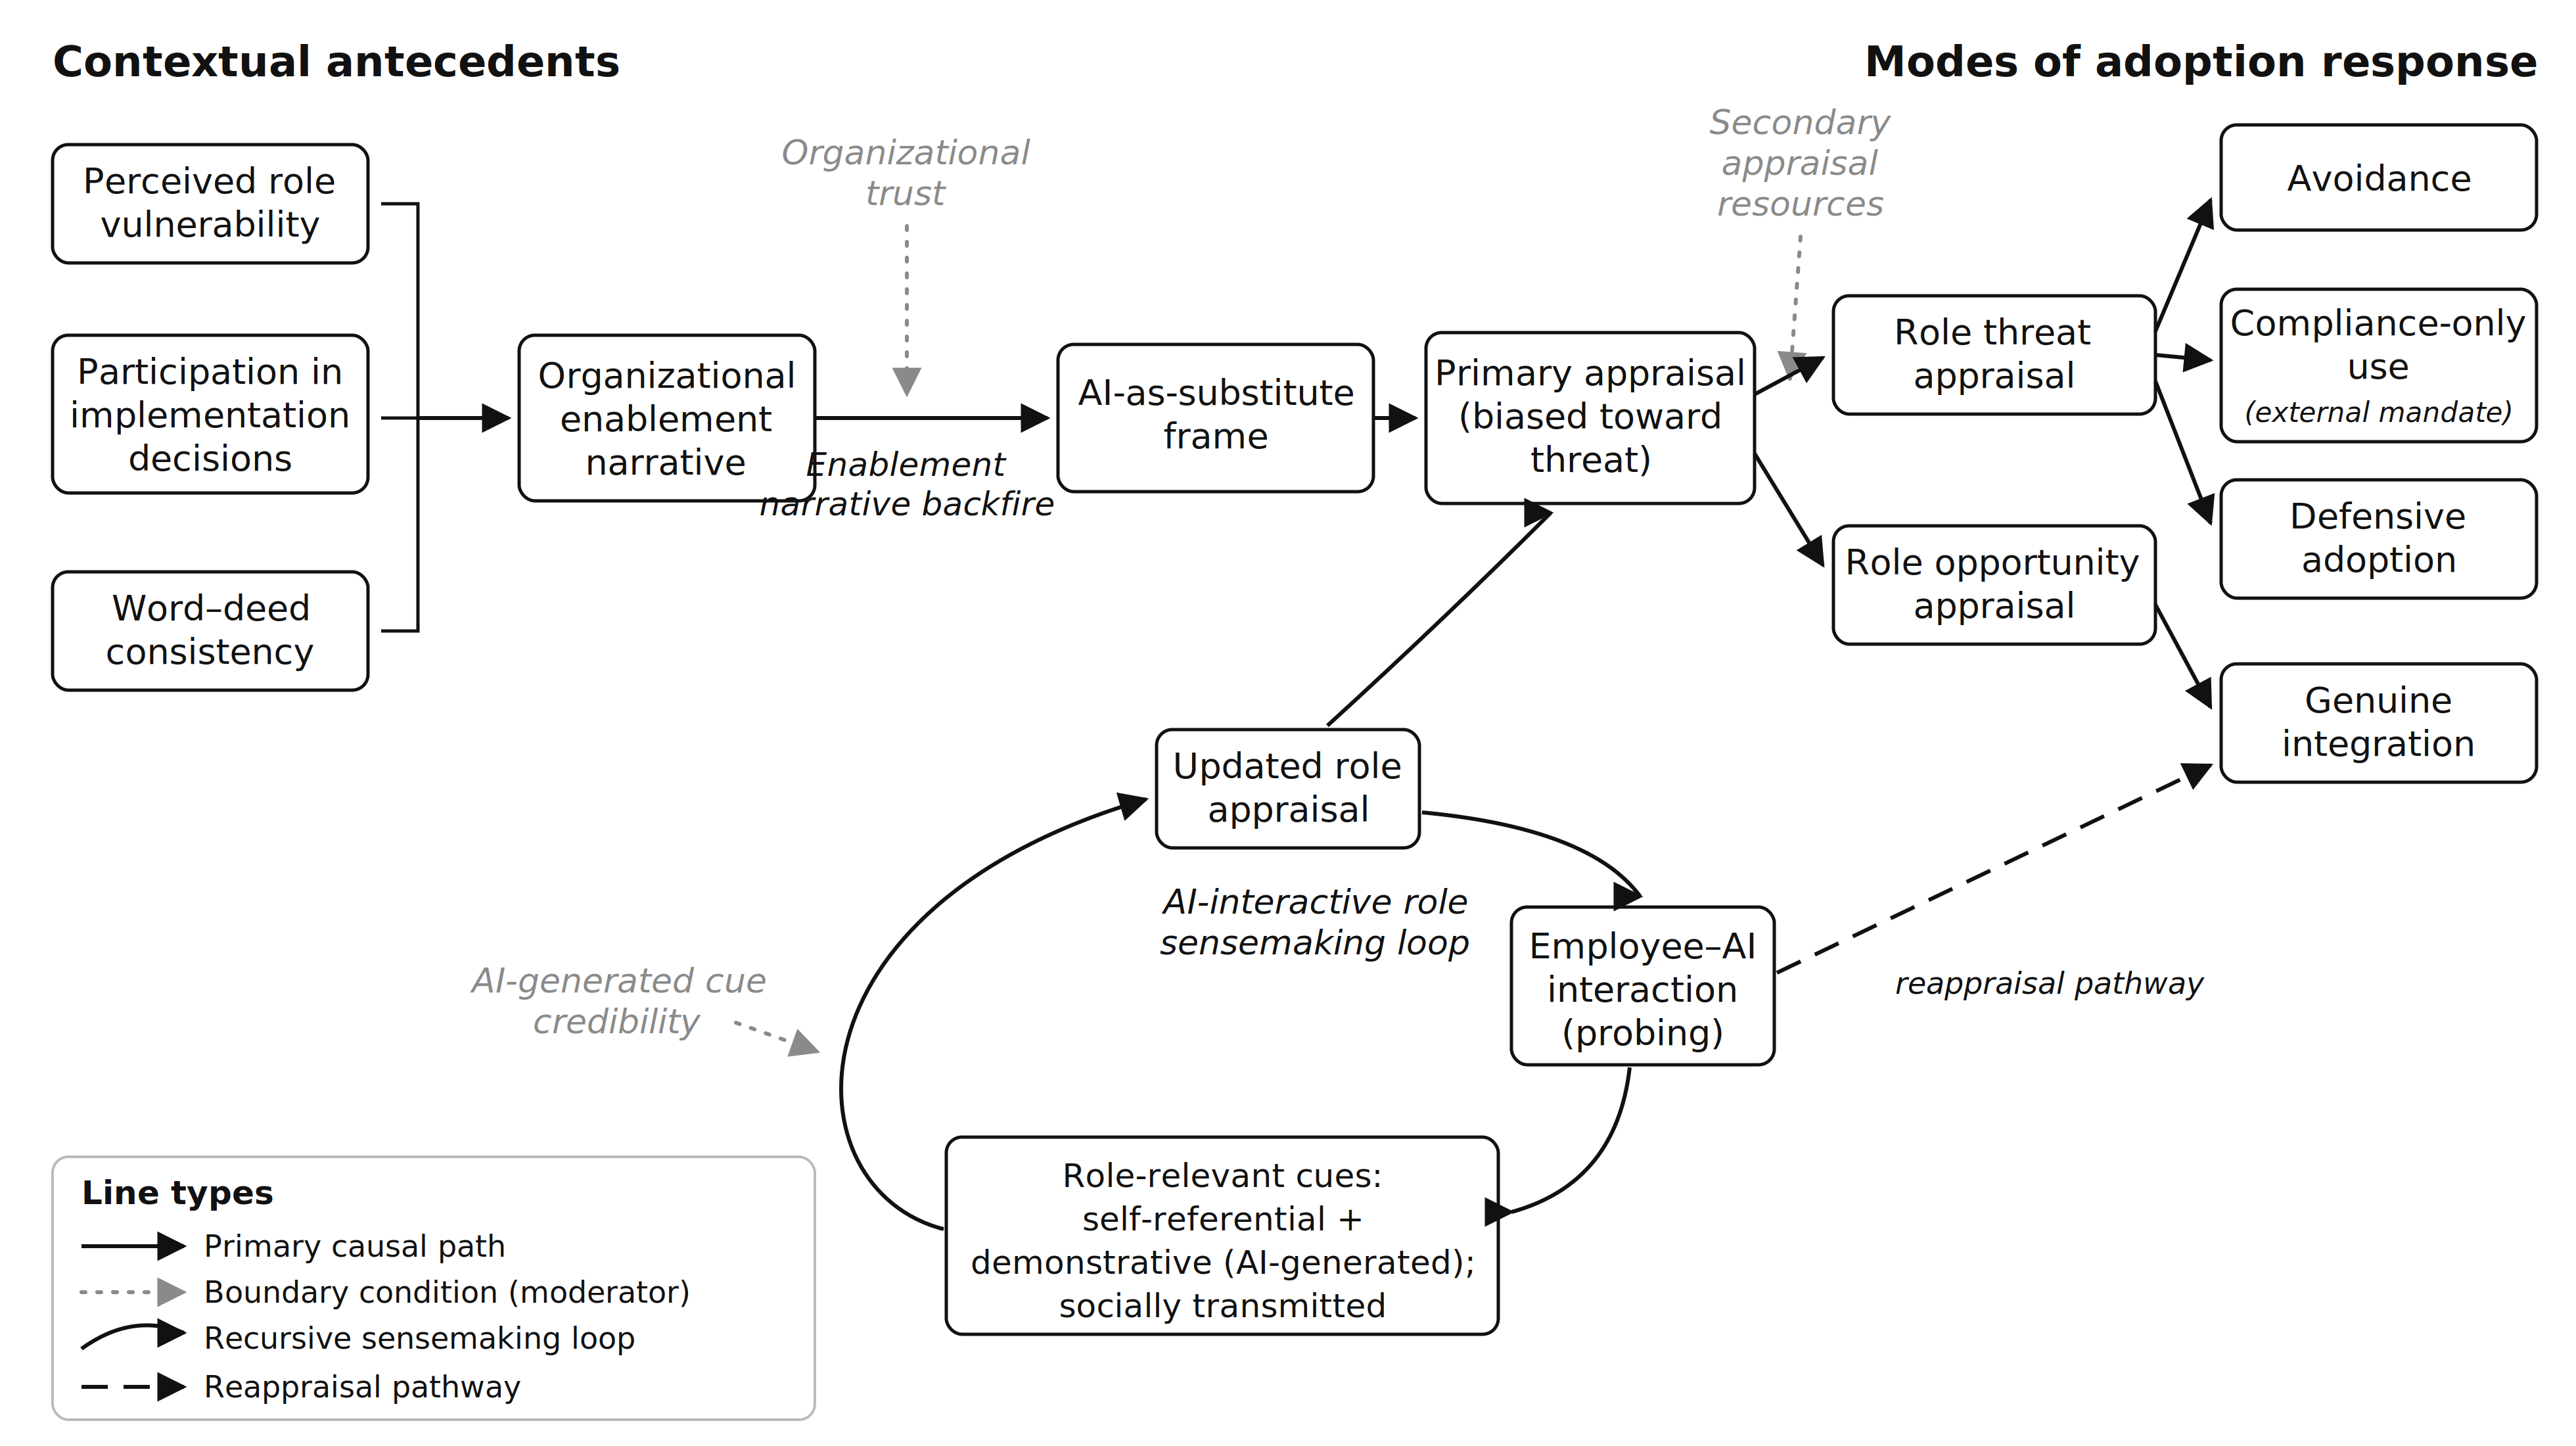 Contextual antecedents
Modes of adoption response
Perceived role
vulnerability
Participation in
implementation
decisions
Word–deed
consistency
Organizational
enablement
narrative
Organizational
trust
Enablement
narrative backfire
AI-as-substitute
frame
Primary appraisal
(biased toward
threat)
Secondary
appraisal
resources
Role threat
appraisal
Role opportunity
appraisal
Avoidance
Compliance-only
use
(external mandate)
Defensive
adoption
Genuine
integration
Updated role
appraisal
AI-interactive role
sensemaking loop
Employee–AI
interaction
(probing)
reappraisal pathway
AI-generated cue
credibility
Role-relevant cues:
self-referential +
demonstrative (AI-generated);
socially transmitted
Line types
Primary causal path
Boundary condition (moderator)
Recursive sensemaking loop
Reappraisal pathway